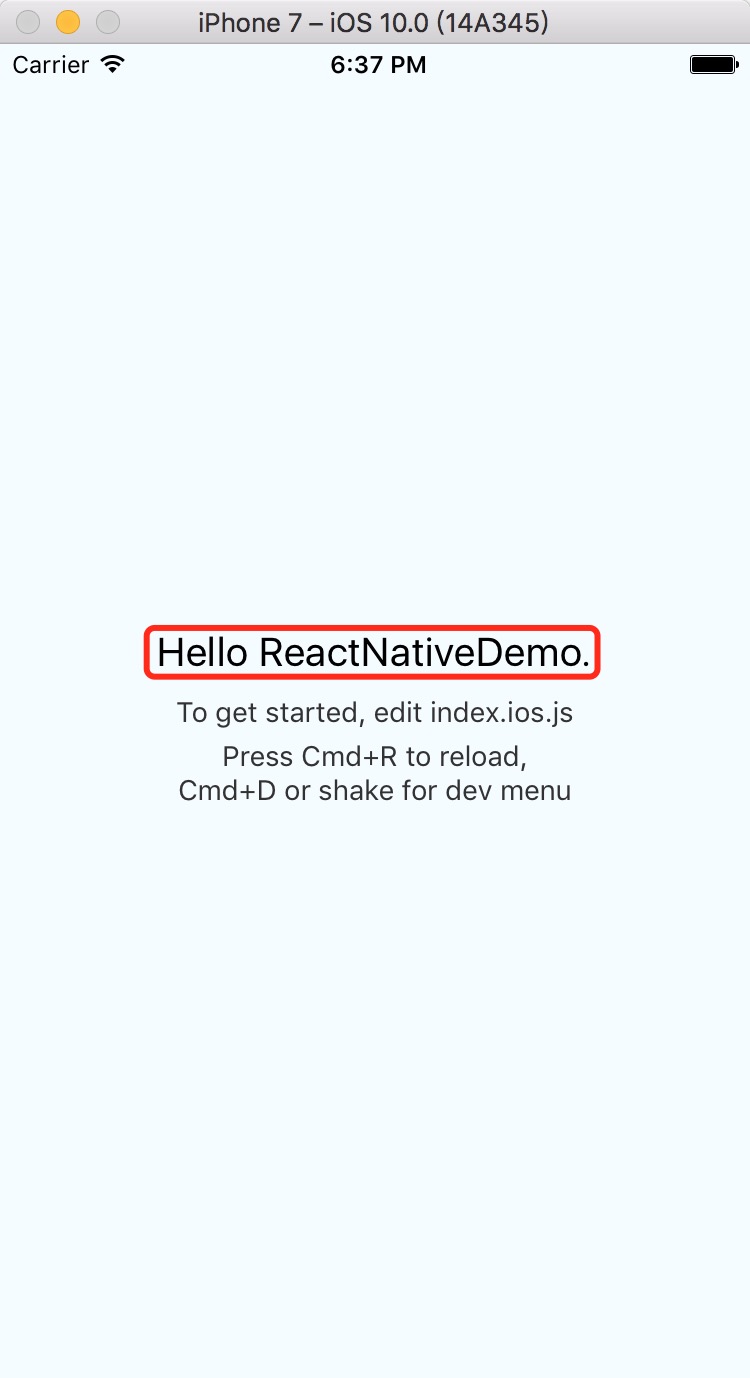 iPhone 7 – iOS 10.0 (14A345)
Carrier 6:37 PM
Hello ReactNativeDemo.
To get started, edit index.ios.js
Press Cmd+R to reload,
Cmd+D or shake for dev menu